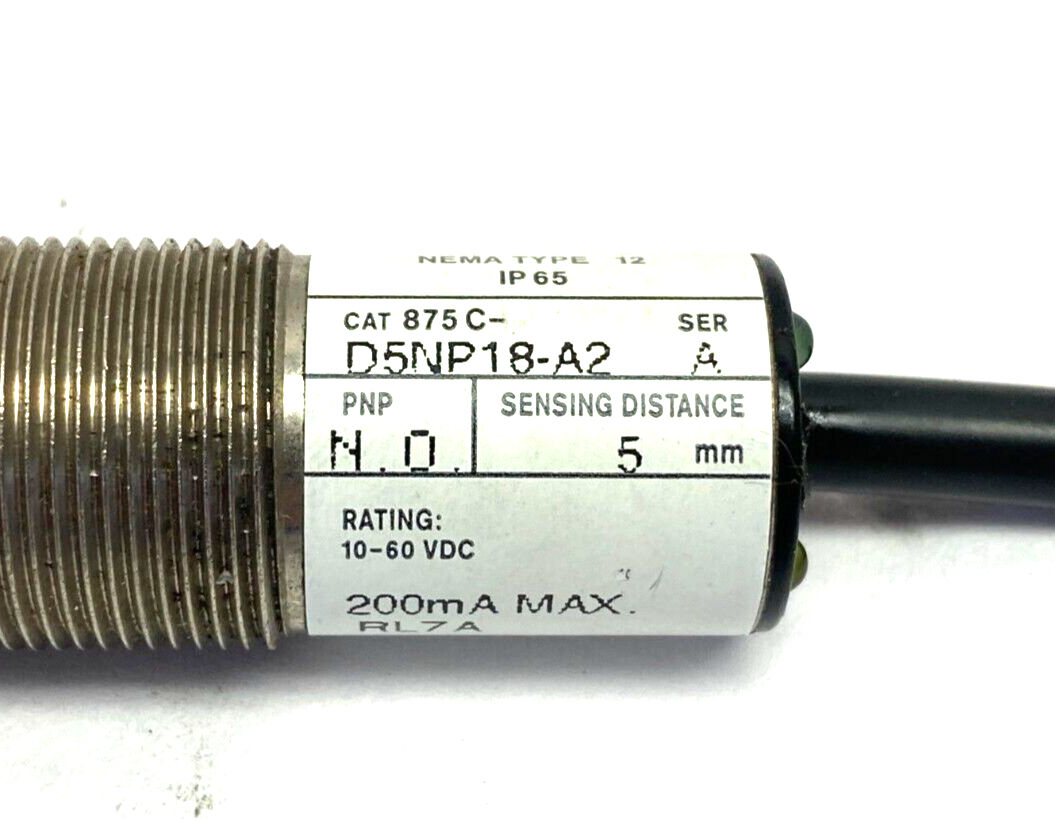 NEMA TYPE 12
IP 65
CAT 875 C- SER
D5NP18-A2 A
PNP SENSING DISTANCE
N.O. 5 mm
RATING:
10-60 VDC
200mA MAX.
RL7A